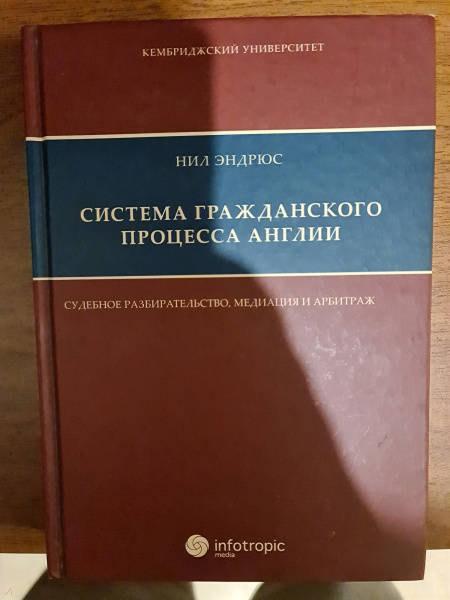 КЕМБРИДЖСКИЙ УНИВЕРСИТЕТ
НИЛ ЭНДРЮС
СИСТЕМА ГРАЖДАНСКОГО
ПРОЦЕССА АНГЛИИ
СУДЕБНОЕ РАЗБИРАТЕЛЬСТВО, МЕДИАЦИЯ И АРБИТРАЖ
infotropic
media